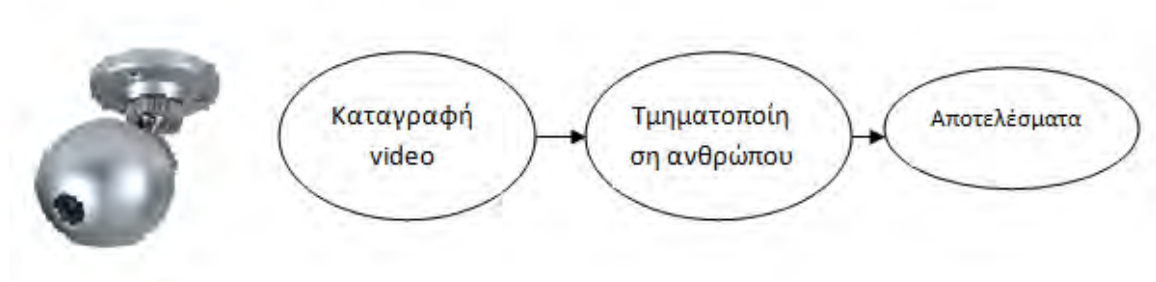 Καταγραφή
video
Τμηματοποίη
ση ανθρώπου
Αποτελέσματα